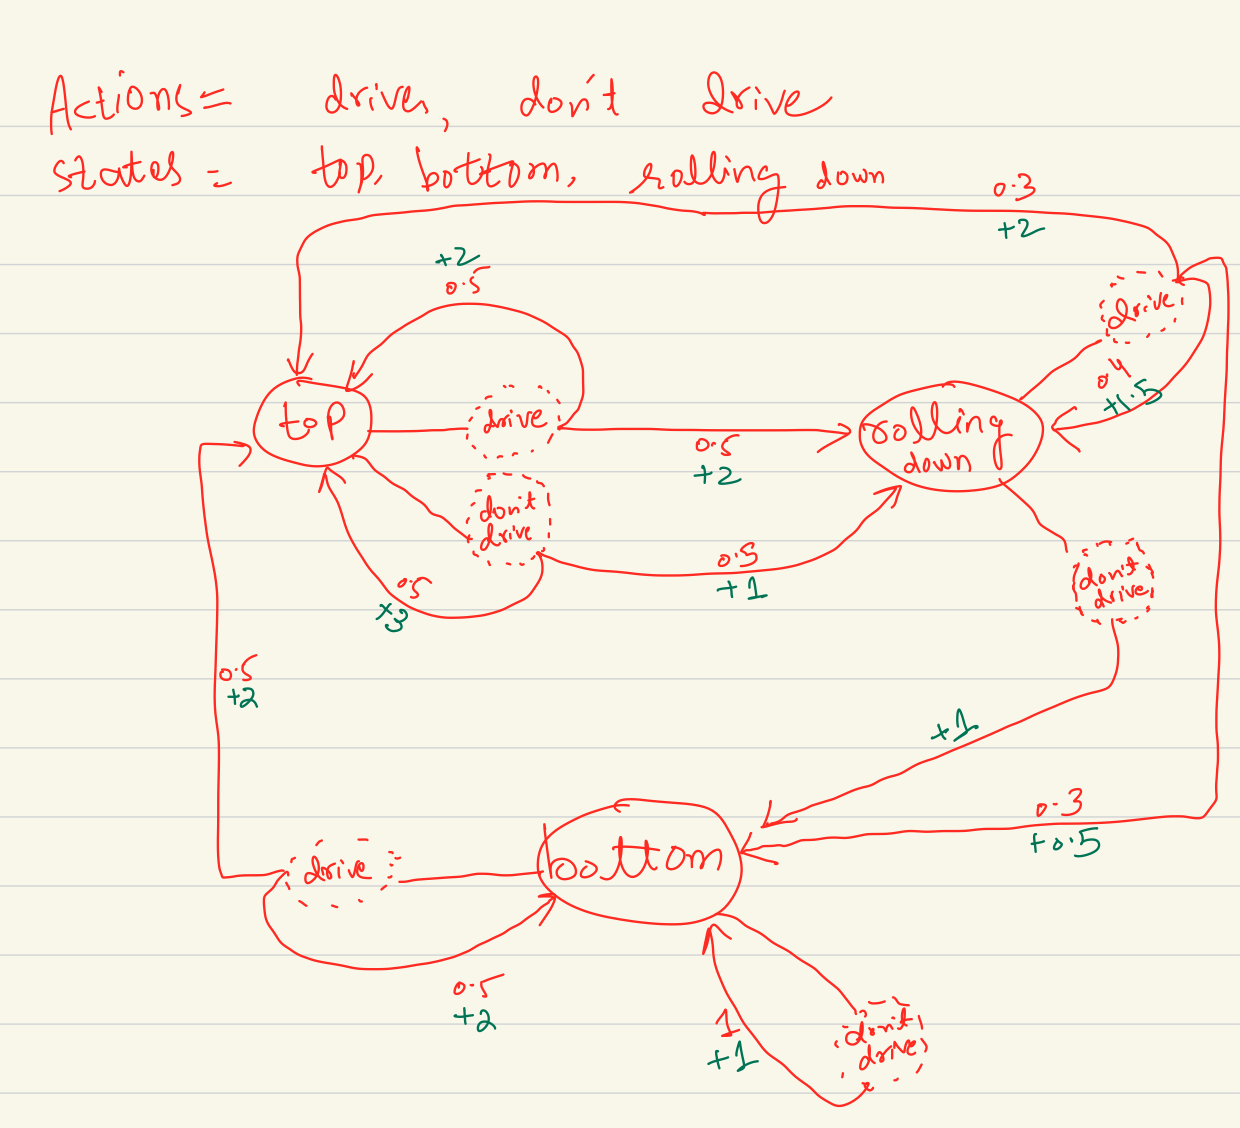 Actions= drive, don't drive
states = top, bottom, rolling down
0.3
+2
+2
0.5
drive
0.4
+1.5
top
drive
rolling
down
0.5
+2
don't
drive
0.5
+1
don't
drive
0.5
+3
0.5
+2
+1
0.3
+0.5
bottom
drive
0.5
+2
1
+1
don't
drive